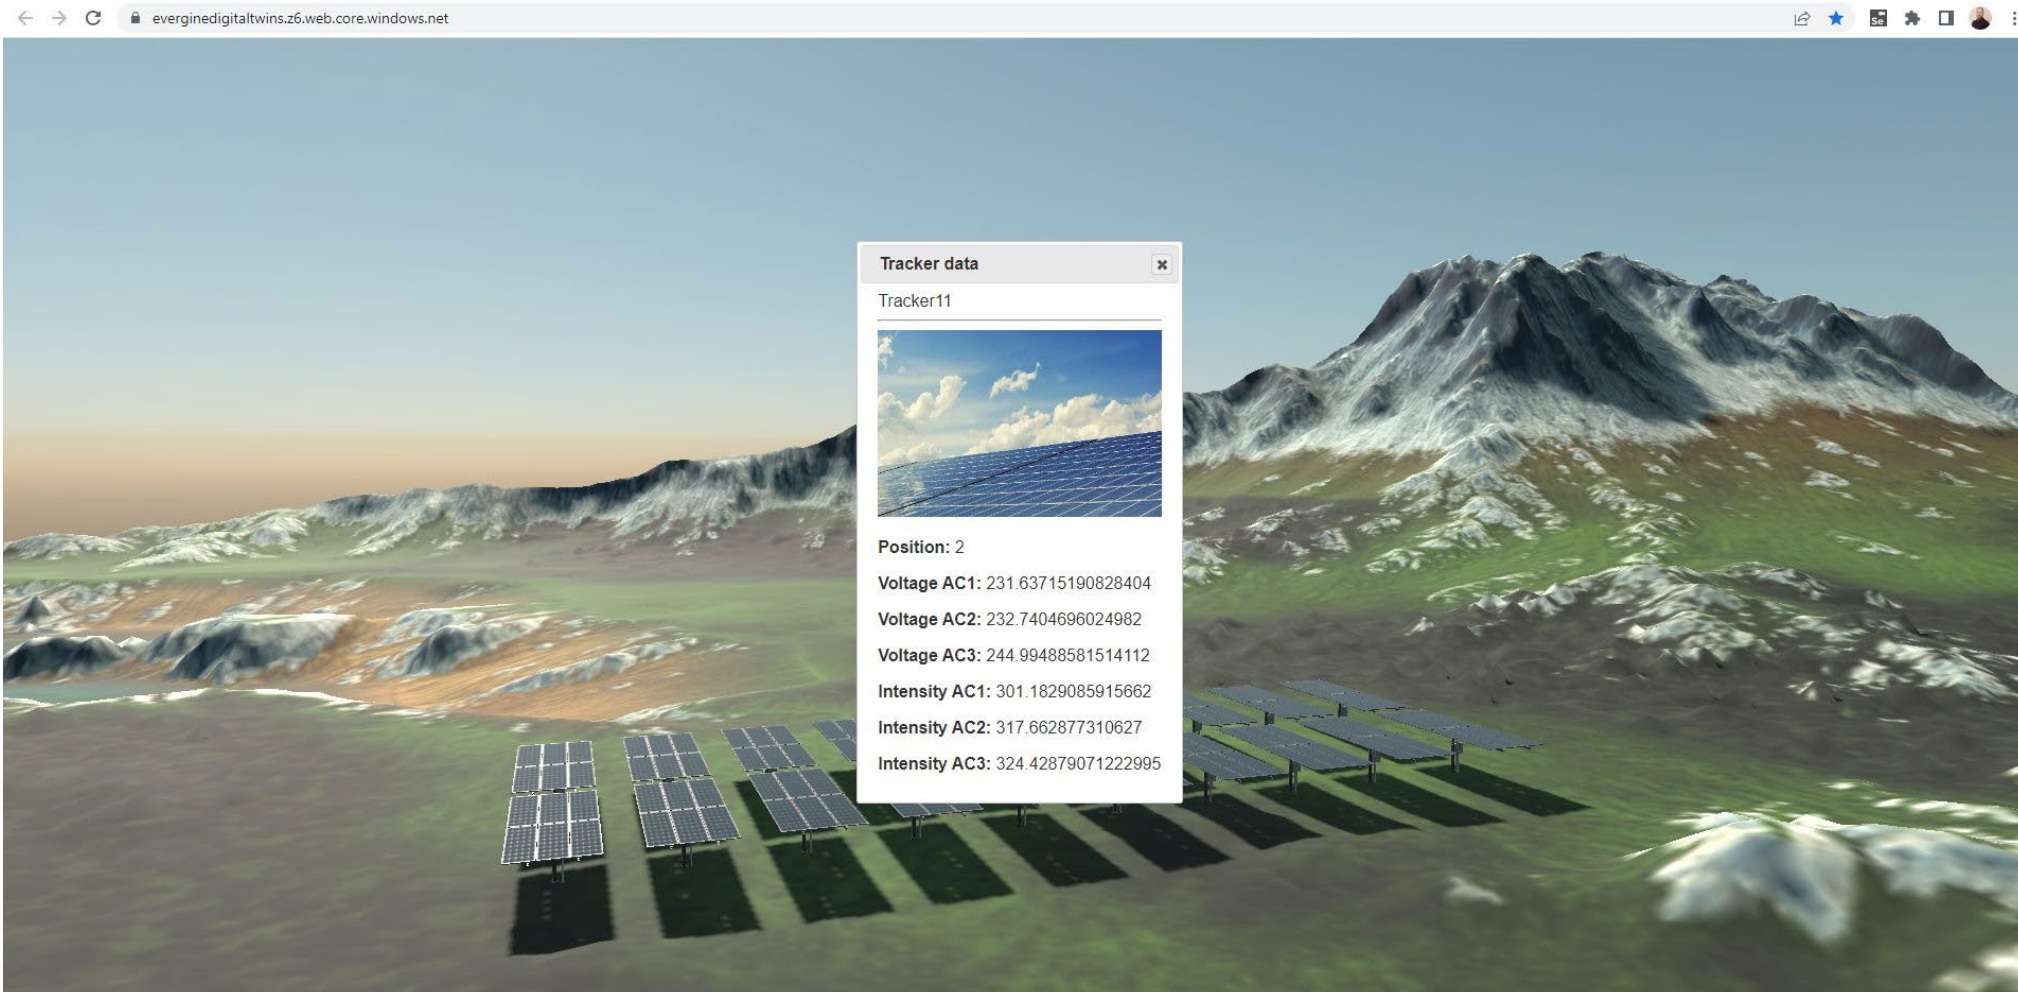 everginedigitaltwins.z6.web.core.windows.net
Se
Tracker data
Tracker11
Position: 2
Voltage AC1: 231.63715190828404
Voltage AC2: 232.7404696024982
Voltage AC3: 244.99488581514112
Intensity AC1: 301.1829085915662
Intensity AC2: 317.662877310627
Intensity AC3: 324.42879071222995